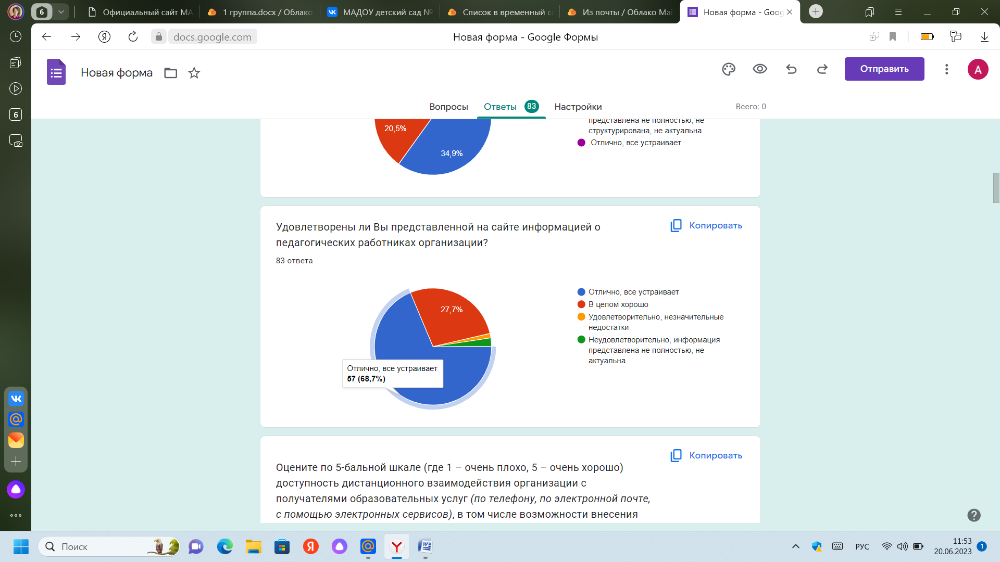 6
Официальный сайт МА
1 группа.docx / Облако
МАДОУ детский сад №
Список в временный с
Из почты / Облако Mai
Новая форма - Goog
docs.google.com
Новая форма - Google Формы
6
Новая форма
Отправить
A
Вопросы
Ответы 83
Настройки
Всего: 0
20,5%
34,9%
представлена не полностью, не
структурирована, не актуальна
.Отлично, все устраивает
Удовлетворены ли Вы представленной на сайте информацией о
педагогических работниках организации?
Копировать
83 ответа
27,7%
Отлично, все устраивает
57 (68,7%)
Отлично, все устраивает
В целом хорошо
Удовлетворительно, незначительные
недостатки
Неудовлетворительно, информация
представлена не полностью, не
актуальна
Копировать
Оцените по 5-бальной шкале (где 1 – очень плохо, 5 – очень хорошо)
доступность дистанционного взаимодействия организации с
получателями образовательных услуг (по телефону, по электронной почте,
с помощью электронных сервисов), в том числе возможности внесения
Поиск
РУС
11:53
20.06.2023
1